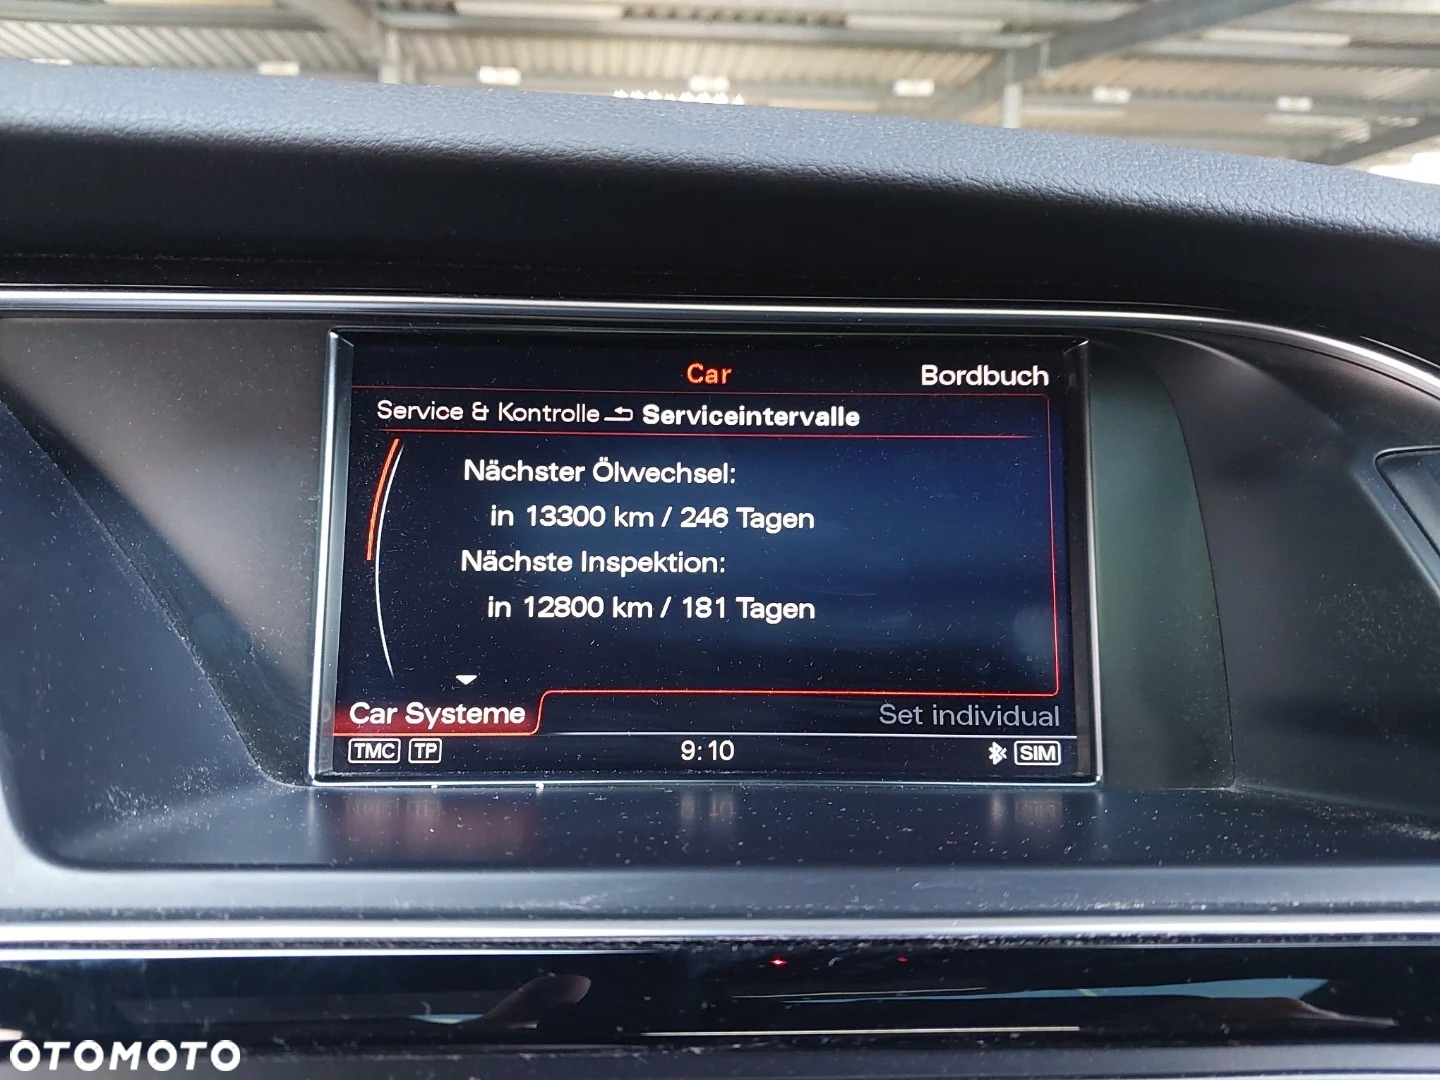 Car Bordbuch
Service & Kontrolle Serviceintervalle
Nächster Ölwechsel:
in 13300 km / 246 Tagen
Nächste Inspektion:
in 12800 km / 181 Tagen
Car Systeme Set individual
TMC TP 9:10 SIM
OTOMOTO